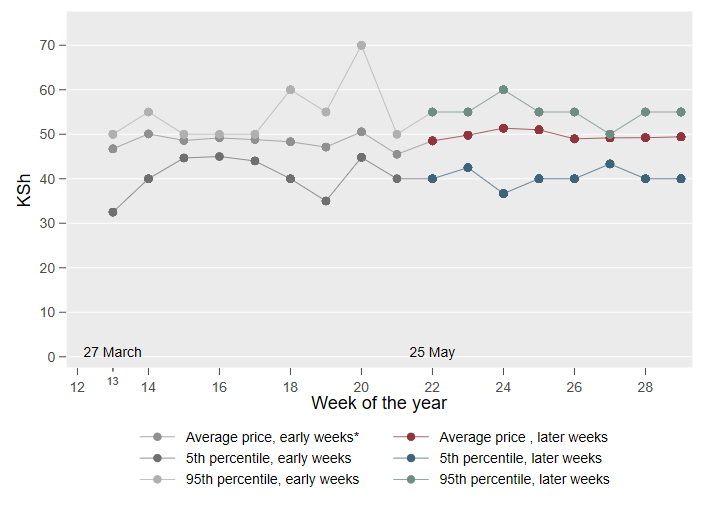 70
60
50
40
30
20
10
0
KSh
27 March
25 May
12
13
14
16
18
20
22
24
26
28
Week of the year
Average price, early weeks*
Average price , later weeks
5th percentile, early weeks
5th percentile, later weeks
95th percentile, early weeks
95th percentile, later weeks